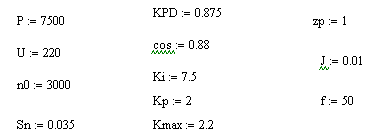 P := 7500
U := 220
n0 := 3000
Sn := 0.035
KPD := 0.875
cos := 0.88
Ki := 7.5
Kp := 2
Kmax := 2.2
zp := 1
J := 0.01
f := 50